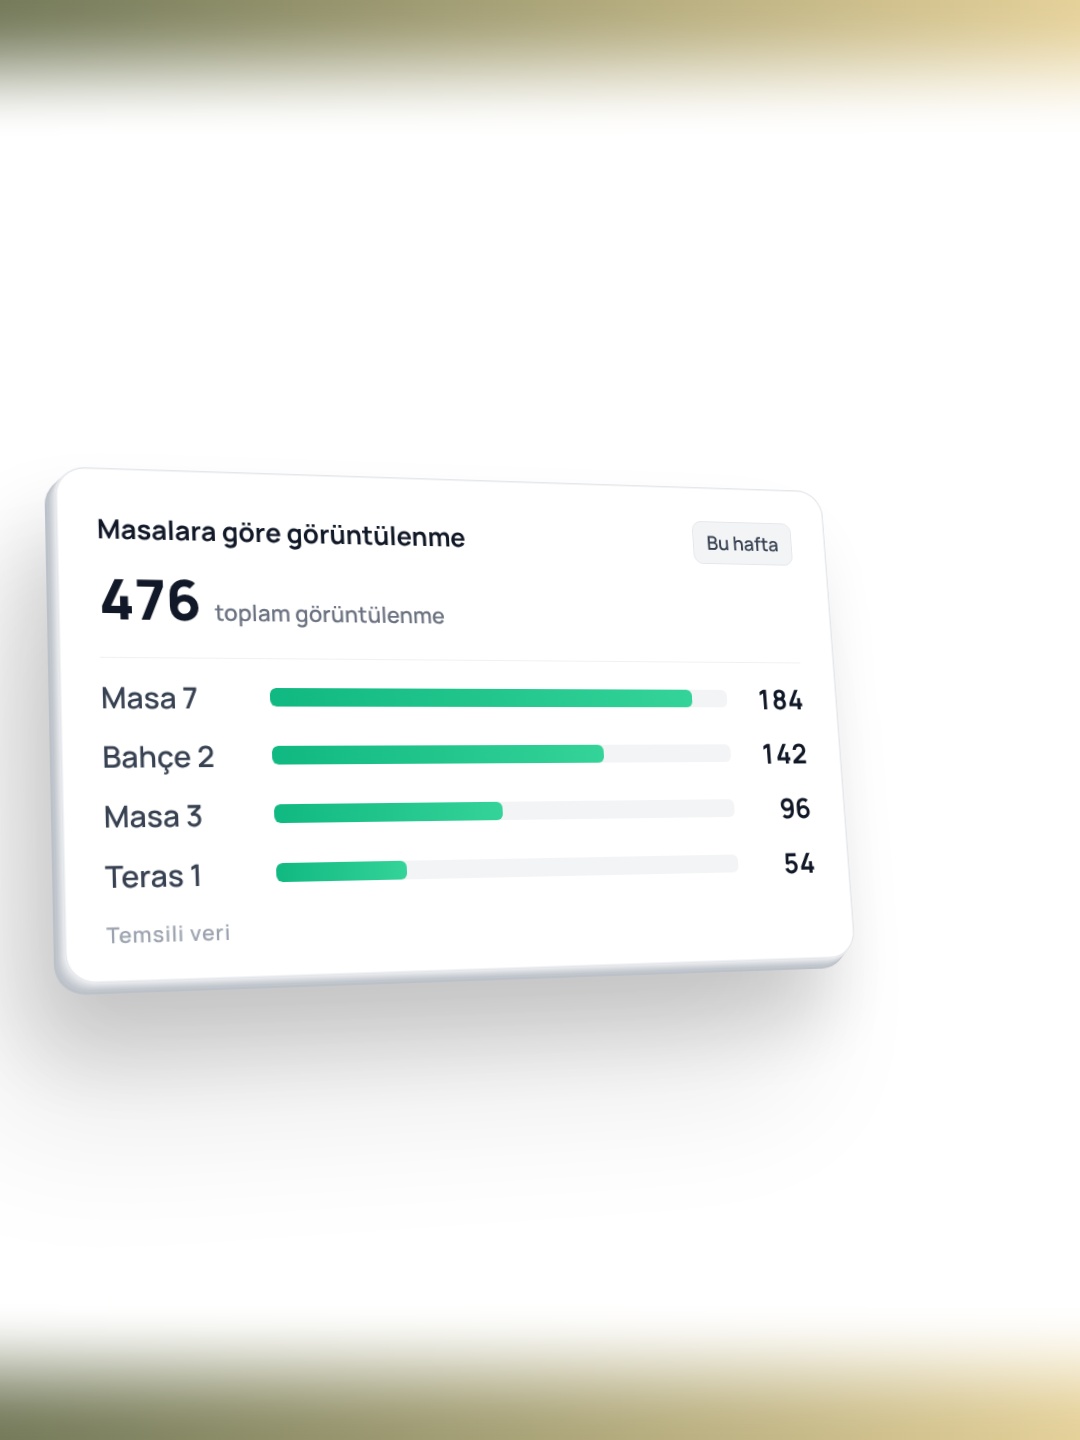 Masalara göre görüntülenme
Bu hafta
476 toplam görüntülenme
Masa 7 184
Bahçe 2 142
Masa 3 96
Teras 1 54
Temsili veri